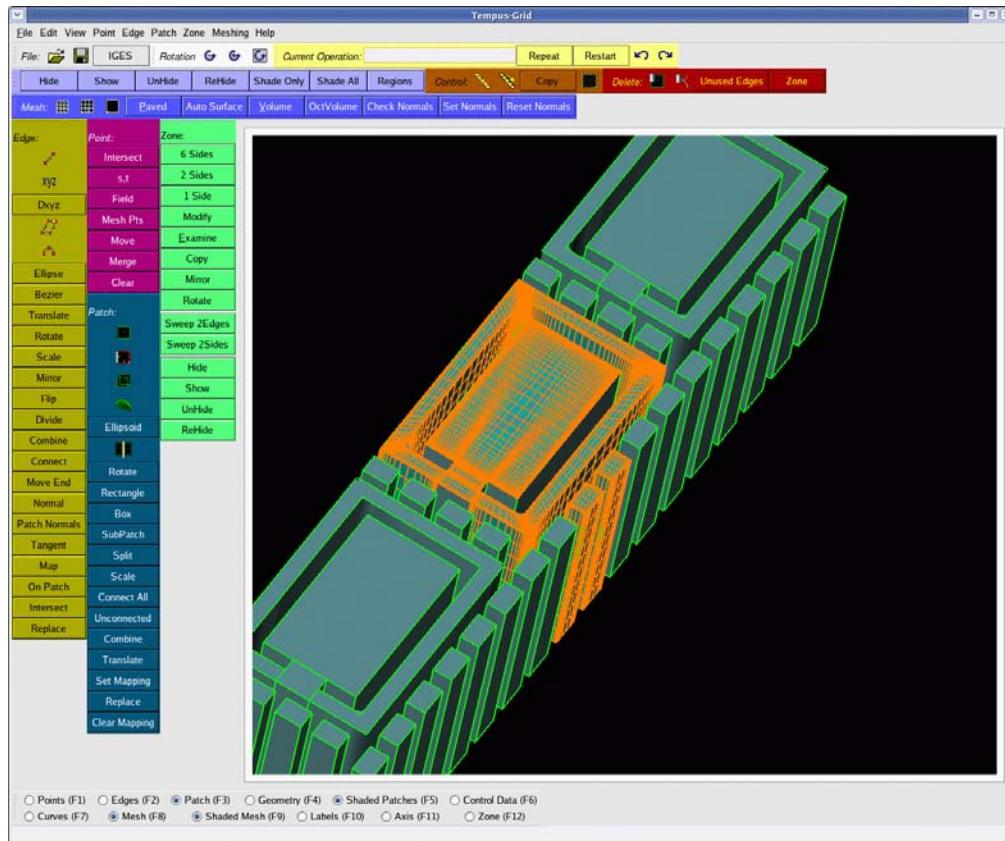 Tempus-Grid
File Edit View Point Edge Patch Zone Meshing Help
File: IGES Rotation Current Operation: Repeat Restart
Hide Show UnHide ReHide Shade Only Shade All Regions Control: Copy Delete: Unused Edges Zone
Mesh: Paved Auto Surface Volume OctVolume Check Normals Set Normals Reset Normals
Edge:
xyz
Dxyz
Ellipse
Bezier
Translate
Rotate
Scale
Mirror
Flip
Divide
Combine
Connect
Move End
Normal
Patch Normals
Tangent
Map
On Patch
Intersect
Replace
Point:
Intersect
s,t
Field
Mesh Pts
Move
Merge
Clear
Patch:
Ellipsoid
Rotate
Rectangle
Box
SubPatch
Split
Scale
Connect All
Unconnected
Combine
Translate
Set Mapping
Replace
Clear Mapping
Zone:
6 Sides
2 Sides
1 Side
Modify
Examine
Copy
Mirror
Rotate
Sweep 2Edges
Sweep 2Sides
Hide
Show
UnHide
ReHide
Points (F1) Edges (F2) Patch (F3) Geometry (F4) Shaded Patches (F5) Control Data (F6)
Curves (F7) Mesh (F8) Shaded Mesh (F9) Labels (F10) Axis (F11) Zone (F12)